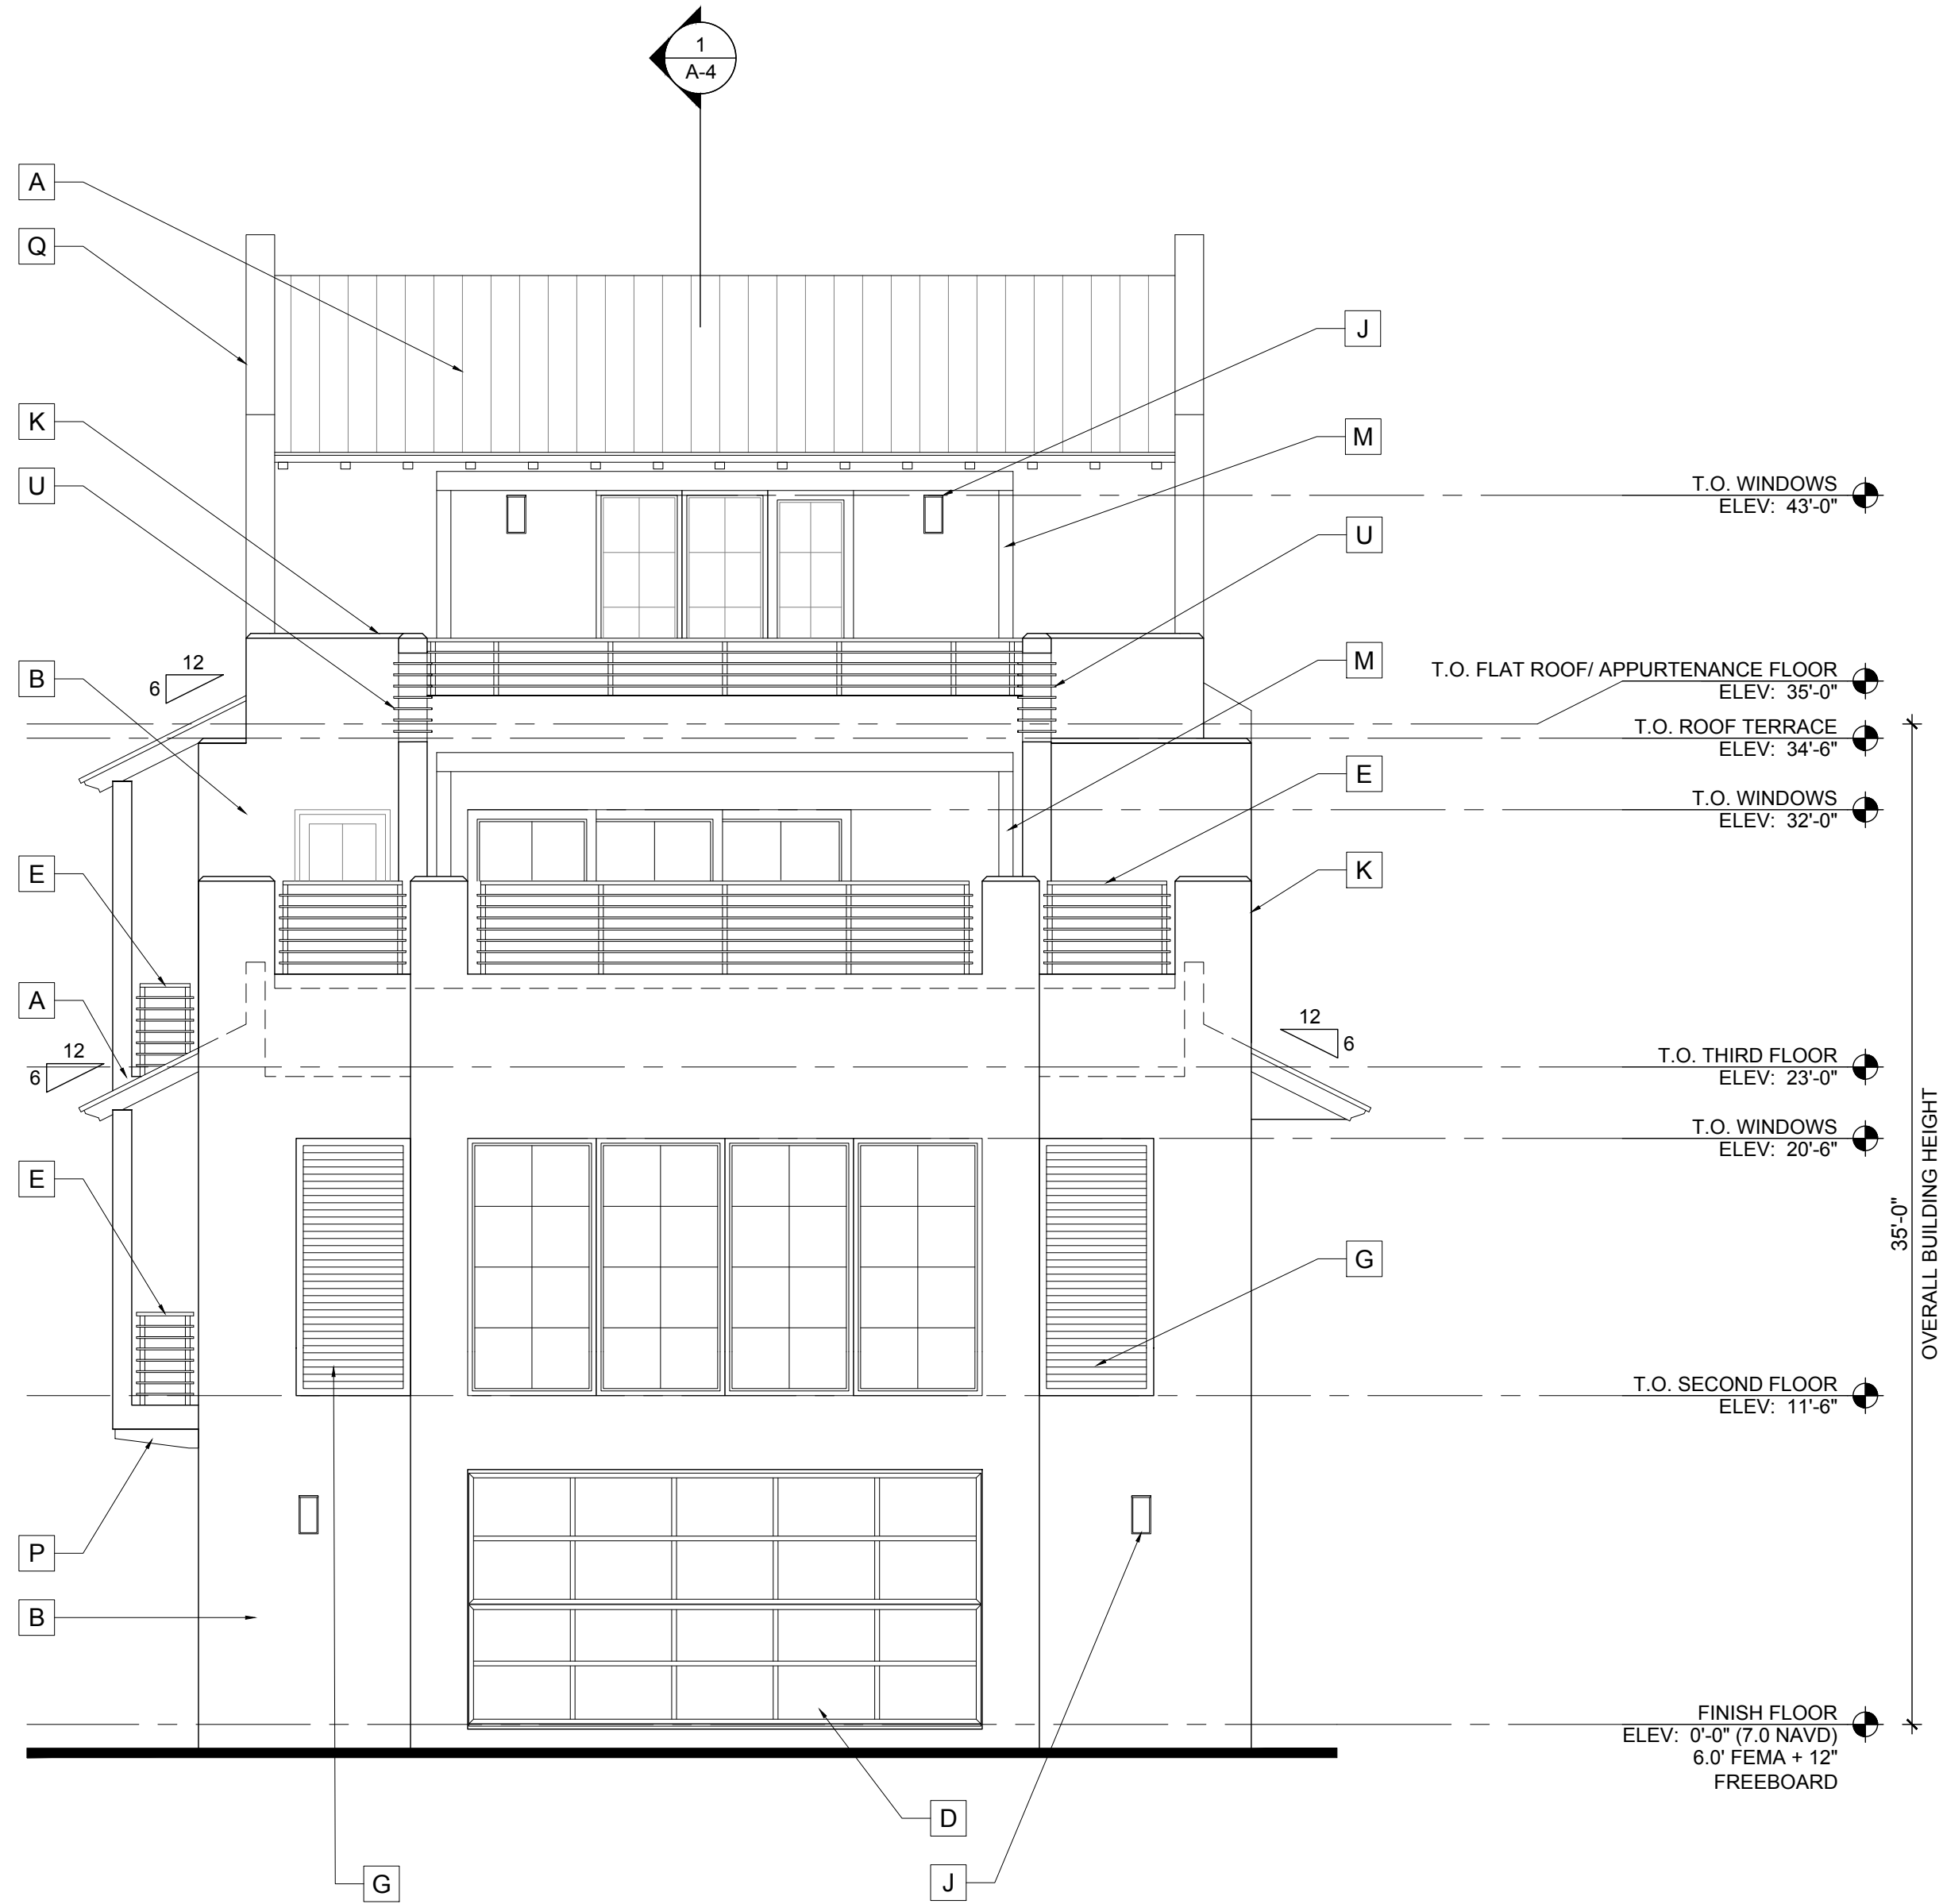 1
A-4
A
Q
J
K
M
U
T.O. WINDOWS
ELEV: 43'-0"
U
12
6
B
M
T.O. FLAT ROOF/ APPURTENANCE FLOOR
ELEV: 35'-0"
T.O. ROOF TERRACE
ELEV: 34'-6"
E
T.O. WINDOWS
ELEV: 32'-0"
E
K
A
12
6
12
6
T.O. THIRD FLOOR
ELEV: 23'-0"
T.O. WINDOWS
ELEV: 20'-6"
E
35'-0"
OVERALL BUILDING HEIGHT
G
T.O. SECOND FLOOR
ELEV: 11'-6"
P
B
FINISH FLOOR
ELEV: 0'-0" (7.0 NAVD)
6.0' FEMA + 12"
FREEBOARD
D
G
J